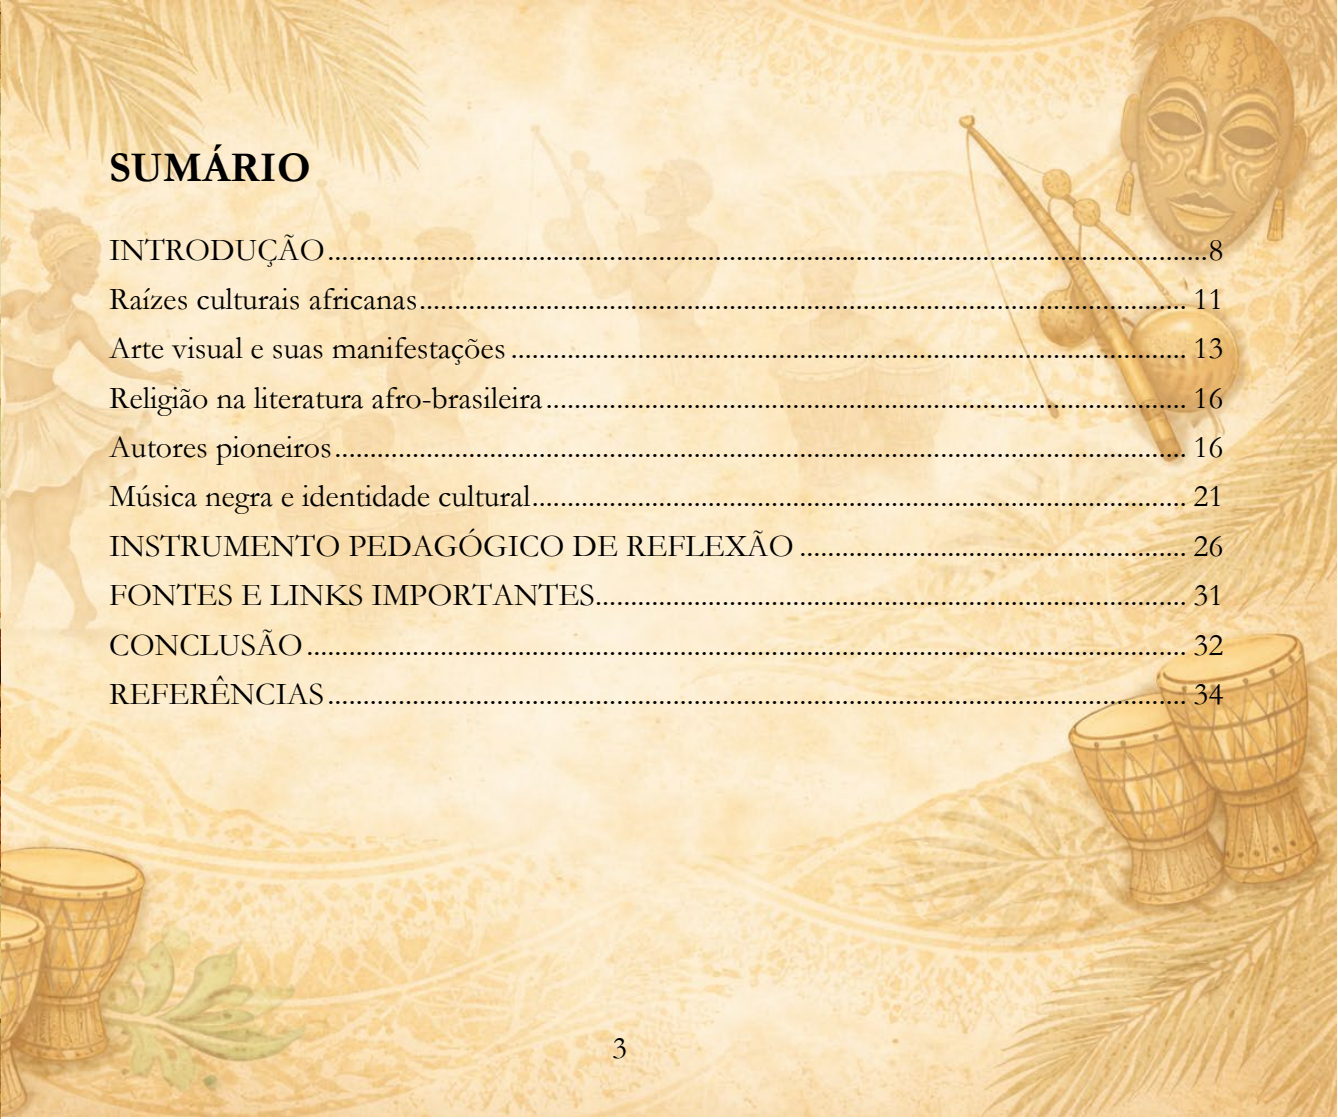 SUMÁRIO
INTRODUÇÃO........................................................................................................................8
Raízes culturais africanas........................................................................................................ 11
Arte visual e suas manifestações ............................................................................................ 13
Religião na literatura afro-brasileira ....................................................................................... 16
Autores pioneiros .................................................................................................................... 16
Música negra e identidade cultural......................................................................................... 21
INSTRUMENTO PEDAGÓGICO DE REFLEXÃO ..................................................... 26
FONTES E LINKS IMPORTANTES................................................................................ 31
CONCLUSÃO ........................................................................................................................ 32
REFERÊNCIAS ..................................................................................................................... 34
3